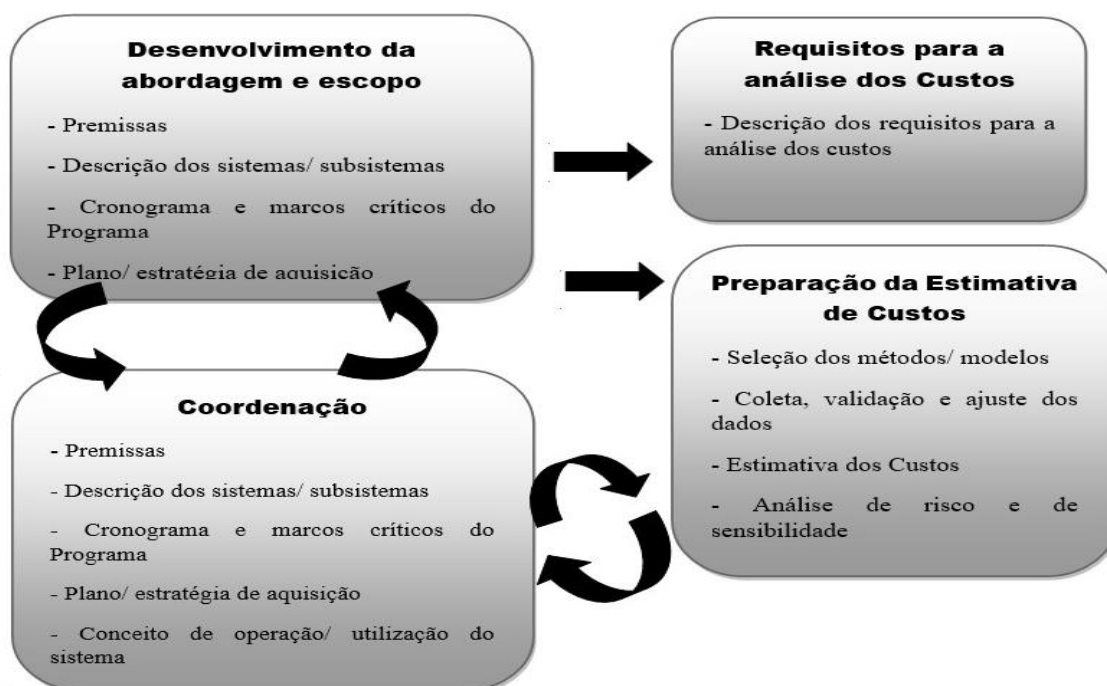 Desenvolvimento da
abordagem e escopo
- Premissas
- Descrição dos sistemas/ subsistemas
- Cronograma e marcos críticos do
Programa
- Plano/ estratégia de aquisição
Requisitos para a
análise dos Custos
- Descrição dos requisitos para a
análise dos custos
Coordenação
- Premissas
- Descrição dos sistemas/ subsistemas
- Cronograma e marcos críticos do
Programa
- Plano/ estratégia de aquisição
- Conceito de operação/ utilização do
sistema
Preparação da Estimativa
de Custos
- Seleção dos métodos/ modelos
- Coleta, validação e ajuste dos
dados
- Estimativa dos Custos
- Análise de risco e de
sensibilidade